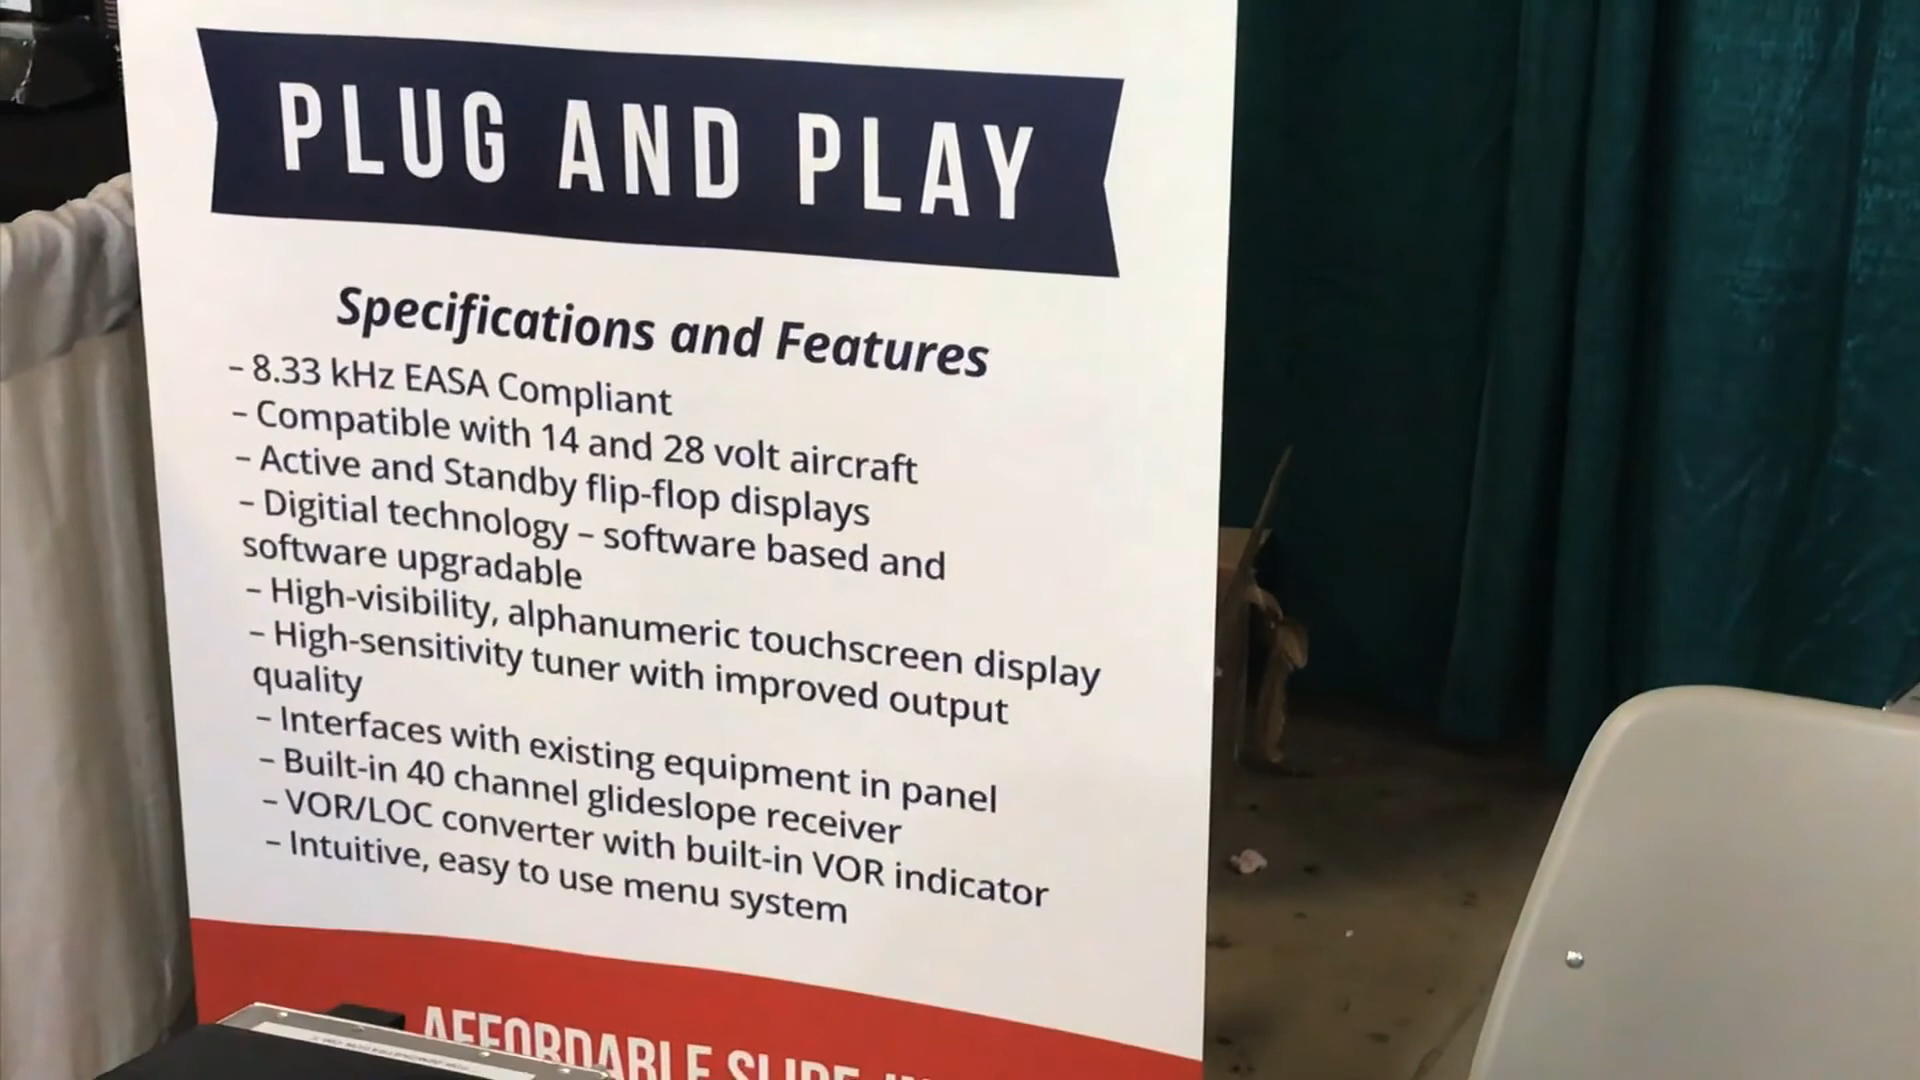 PLUG AND PLAY
Specifications and Features
– 8.33 kHz EASA Compliant
– Compatible with 14 and 28 volt aircraft
– Active and Standby flip-flop displays
– Digitial technology – software based and
software upgradable
– High-visibility, alphanumeric touchscreen display
– High-sensitivity tuner with improved output
quality
– Interfaces with existing equipment in panel
– Built-in 40 channel glideslope receiver
– VOR/LOC converter with built-in VOR indicator
– Intuitive, easy to use menu system
AFFORDABLE